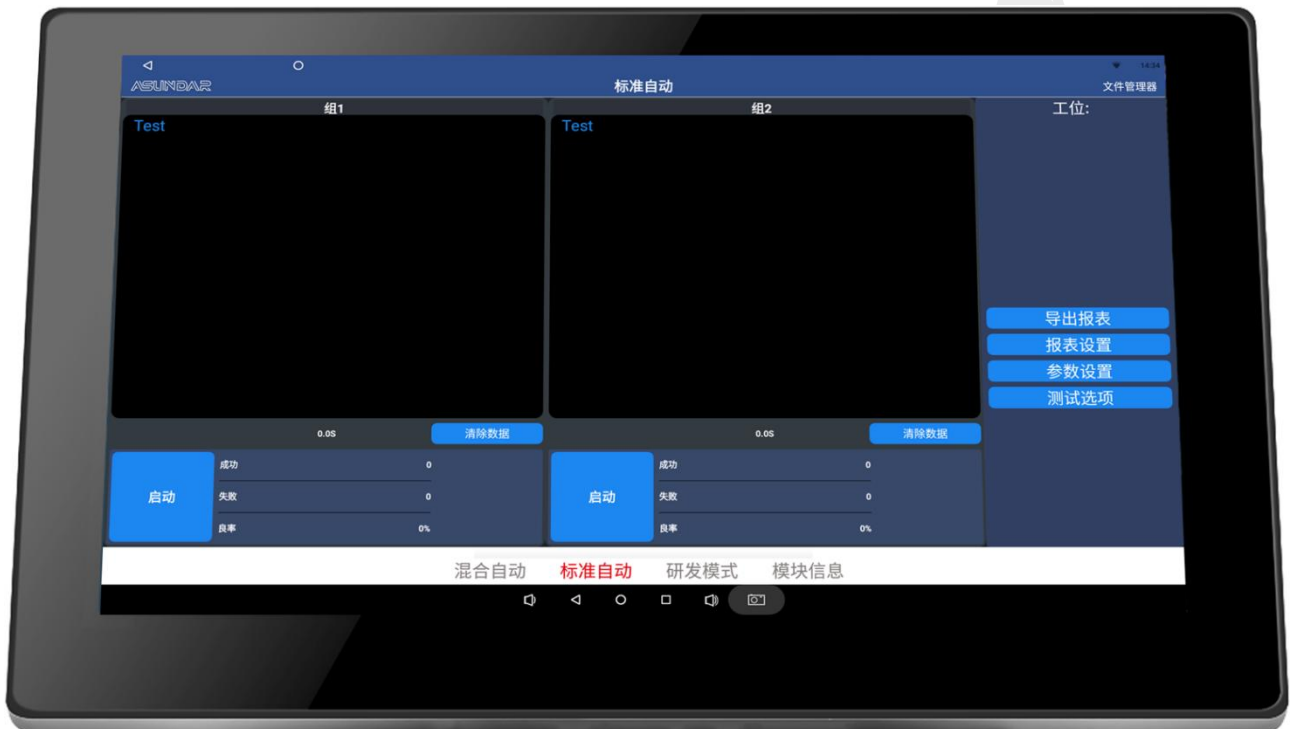 14:34
ASUNDAR 标准自动 文件管理器
组1 组2 工位:
Test Test
导出报表
报表设置
参数设置
测试选项
0.0S 清除数据 0.0S 清除数据
启动 成功 0 启动 成功 0
失败 0 失败 0
良率 0% 良率 0%
混合自动 标准自动 研发模式 模块信息